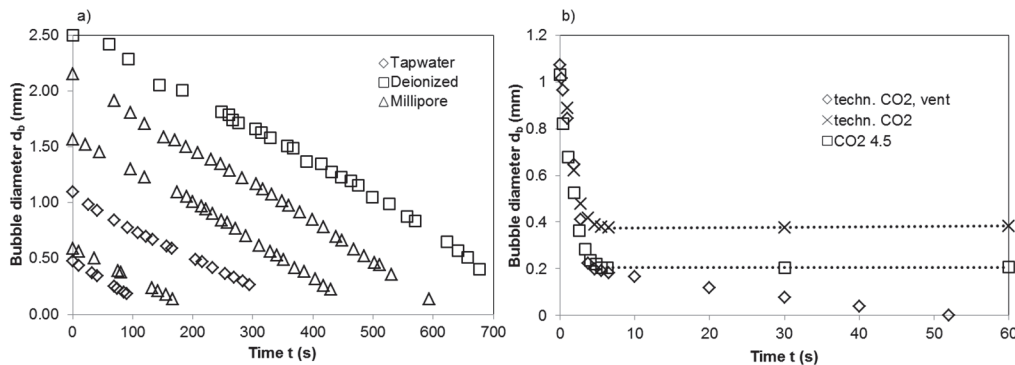 a)
Bubble diameter d_b (mm)
2.50
2.00
1.50
1.00
0.50
0.00
0 100 200 300 400 500 600 700
Time t (s)
Tapwater
Deionized
Millipore
b)
Bubble diameter d_b (mm)
1.2
1
0.8
0.6
0.4
0.2
0
0 10 20 30 40 50 60
Time t (s)
techn. CO2, vent
techn. CO2
CO2 4.5